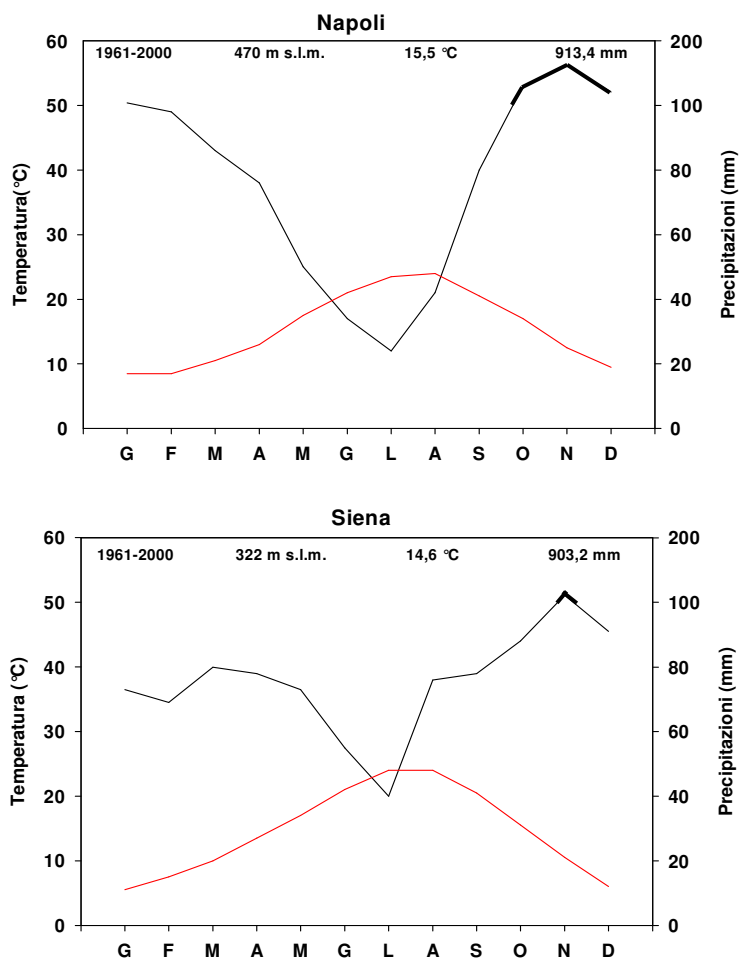 Napoli
60 200
1961-2000 470 m s.l.m. 15,5 °C 913,4 mm
50 100
40 80
30 60
20 40
10 20
0 0
Temperatura(°C)
Precipitazioni (mm)
G F M A M G L A S O N D
Siena
60 200
1961-2000 322 m s.l.m. 14,6 °C 903,2 mm
50 100
40 80
30 60
20 40
10 20
0 0
Temperatura (°C)
Precipitazioni (mm)
G F M A M G L A S O N D